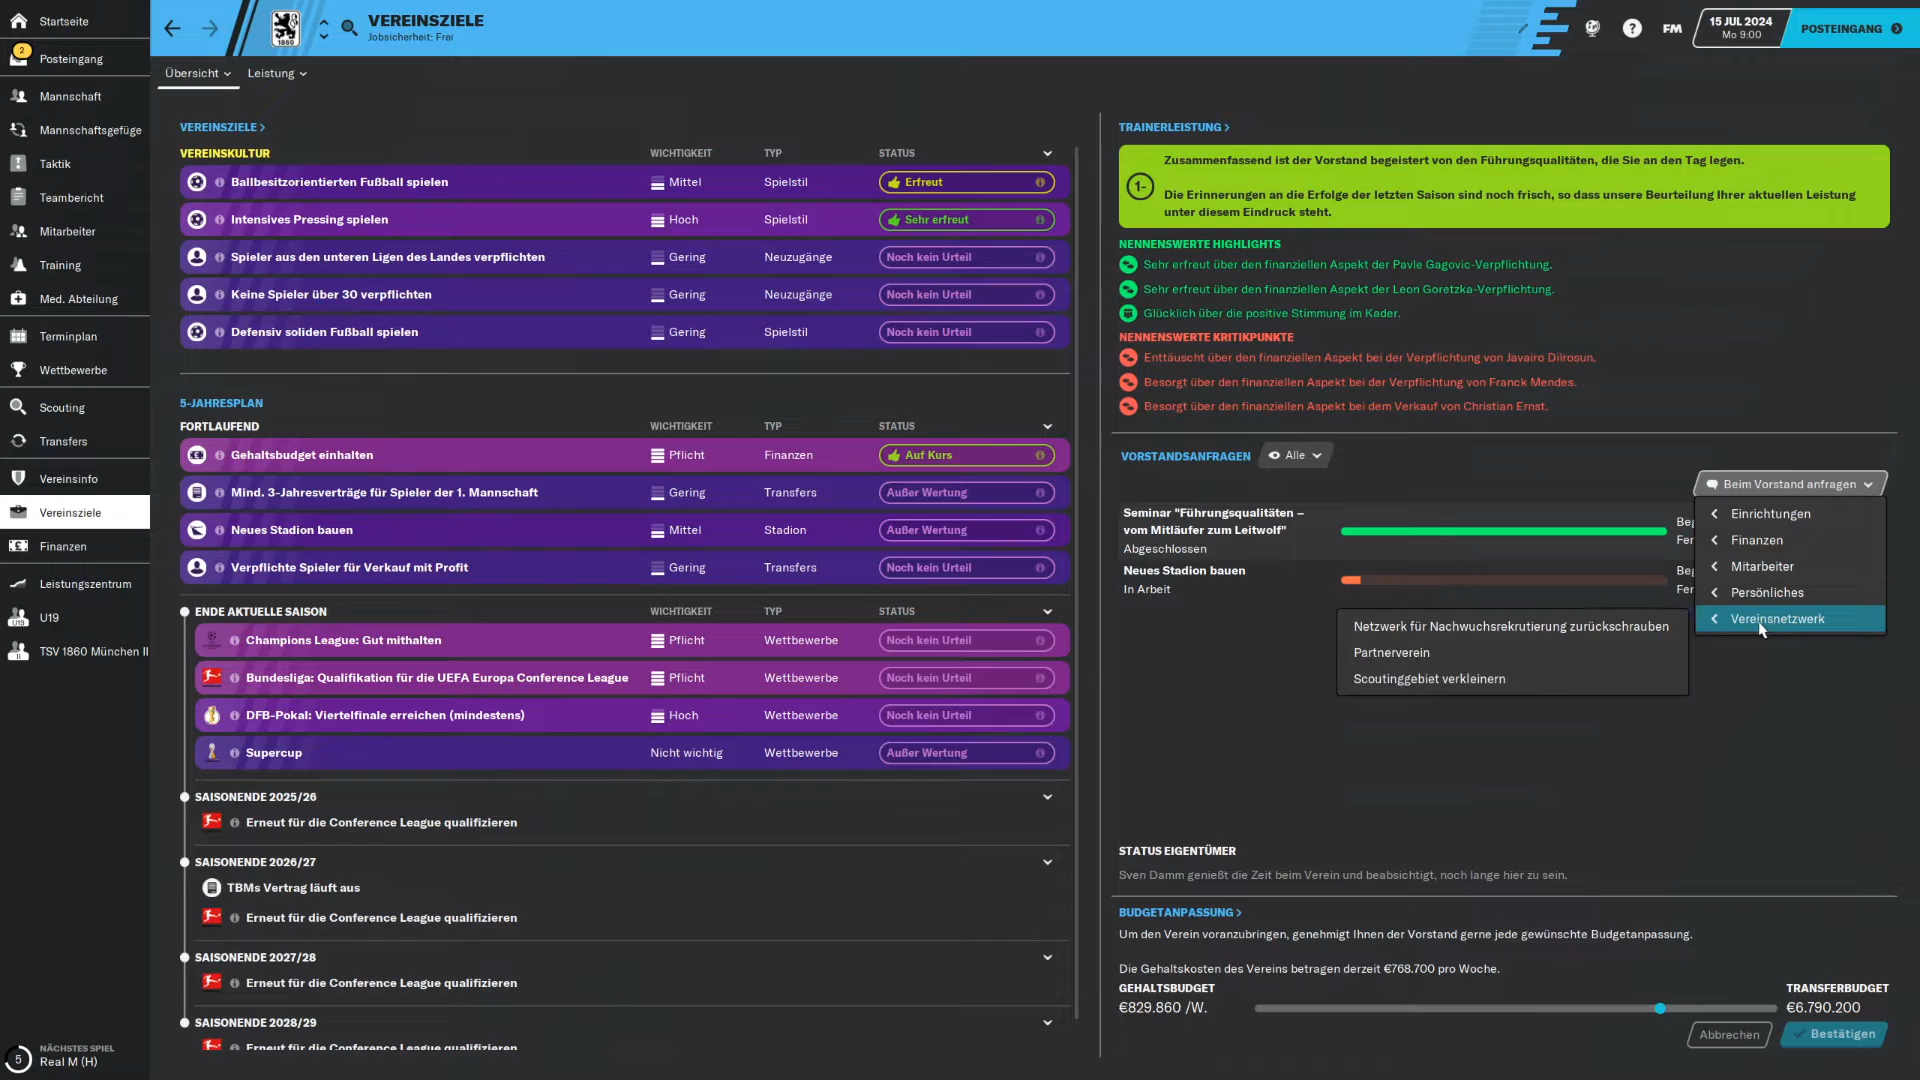 Startseite
2
Posteingang
Mannschaft
Mannschaftsgefüge
Taktik
Teambericht
Mitarbeiter
Training
Med. Abteilung
Terminplan
Wettbewerbe
Scouting
Transfers
Vereinsinfo
Vereinsziele
Finanzen
Leistungszentrum
U19
U19
TSV 1860 München II
II
5
NÄCHSTES SPIEL
Real M (H)
1860
VEREINSZIELE
Jobsicherheit: Frei
?
FM
15 JUL 2024
Mo 9:00
POSTEINGANG
Übersicht
Leistung
VEREINSZIELE >
VEREINSKULTUR WICHTIGKEIT TYP STATUS
Ballbesitzorientierten Fußball spielen Mittel Spielstil Erfreut
Intensives Pressing spielen Hoch Spielstil Sehr erfreut
Spieler aus den unteren Ligen des Landes verpflichten Gering Neuzugänge Noch kein Urteil
Keine Spieler über 30 verpflichten Gering Neuzugänge Noch kein Urteil
Defensiv soliden Fußball spielen Gering Spielstil Noch kein Urteil
5-JAHRESPLAN
FORTLAUFEND WICHTIGKEIT TYP STATUS
Gehaltsbudget einhalten Pflicht Finanzen Auf Kurs
Mind. 3-Jahresverträge für Spieler der 1. Mannschaft Gering Transfers Außer Wertung
Neues Stadion bauen Mittel Stadion Außer Wertung
Verpflichte Spieler für Verkauf mit Profit Gering Transfers Noch kein Urteil
ENDE AKTUELLE SAISON WICHTIGKEIT TYP STATUS
Champions League: Gut mithalten Pflicht Wettbewerbe Noch kein Urteil
Bundesliga: Qualifikation für die UEFA Europa Conference League Pflicht Wettbewerbe Noch kein Urteil
DFB-Pokal: Viertelfinale erreichen (mindestens) Hoch Wettbewerbe Noch kein Urteil
Supercup Nicht wichtig Wettbewerbe Außer Wertung
SAISONENDE 2025/26
Erneut für die Conference League qualifizieren
SAISONENDE 2026/27
TBMs Vertrag läuft aus
Erneut für die Conference League qualifizieren
SAISONENDE 2027/28
Erneut für die Conference League qualifizieren
SAISONENDE 2028/29
Erneut für die Conference League qualifizieren
TRAINERLEISTUNG >
1-
Zusammenfassend ist der Vorstand begeistert von den Führungsqualitäten, die Sie an den Tag legen.
Die Erinnerungen an die Erfolge der letzten Saison sind noch frisch, so dass unsere Beurteilung Ihrer aktuellen Leistung
unter diesem Eindruck steht.
NENNENSWERTE HIGHLIGHTS
Sehr erfreut über den finanziellen Aspekt der Pavle Gagovic-Verpflichtung.
Sehr erfreut über den finanziellen Aspekt der Leon Goretzka-Verpflichtung.
Glücklich über die positive Stimmung im Kader.
NENNENSWERTE KRITIKPUNKTE
Enttäuscht über den finanziellen Aspekt bei der Verpflichtung von Javairo Dilrosun.
Besorgt über den finanziellen Aspekt bei der Verpflichtung von Franck Mendes.
Besorgt über den finanziellen Aspekt bei dem Verkauf von Christian Ernst.
VORSTANDSANFRAGEN Alle
Beim Vorstand anfragen
Einrichtungen
Finanzen
Mitarbeiter
Persönliches
Vereinsnetzwerk
Seminar "Führungsqualitäten –
vom Mitläufer zum Leitwolf"
Abgeschlossen
Beg
Fer
Neues Stadion bauen
In Arbeit
Beg
Fer
Netzwerk für Nachwuchsrekrutierung zurückschrauben
Partnerverein
Scoutinggebiet verkleinern
STATUS EIGENTÜMER
Sven Damm genießt die Zeit beim Verein und beabsichtigt, noch lange hier zu sein.
BUDGETANPASSUNG >
Um den Verein voranzubringen, genehmigt Ihnen der Vorstand gerne jede gewünschte Budgetanpassung.
Die Gehaltskosten des Vereins betragen derzeit €768.700 pro Woche.
GEHALTSBUDGET TRANSFERBUDGET
€829.860 /W. €6.790.200
Abbrechen Bestätigen